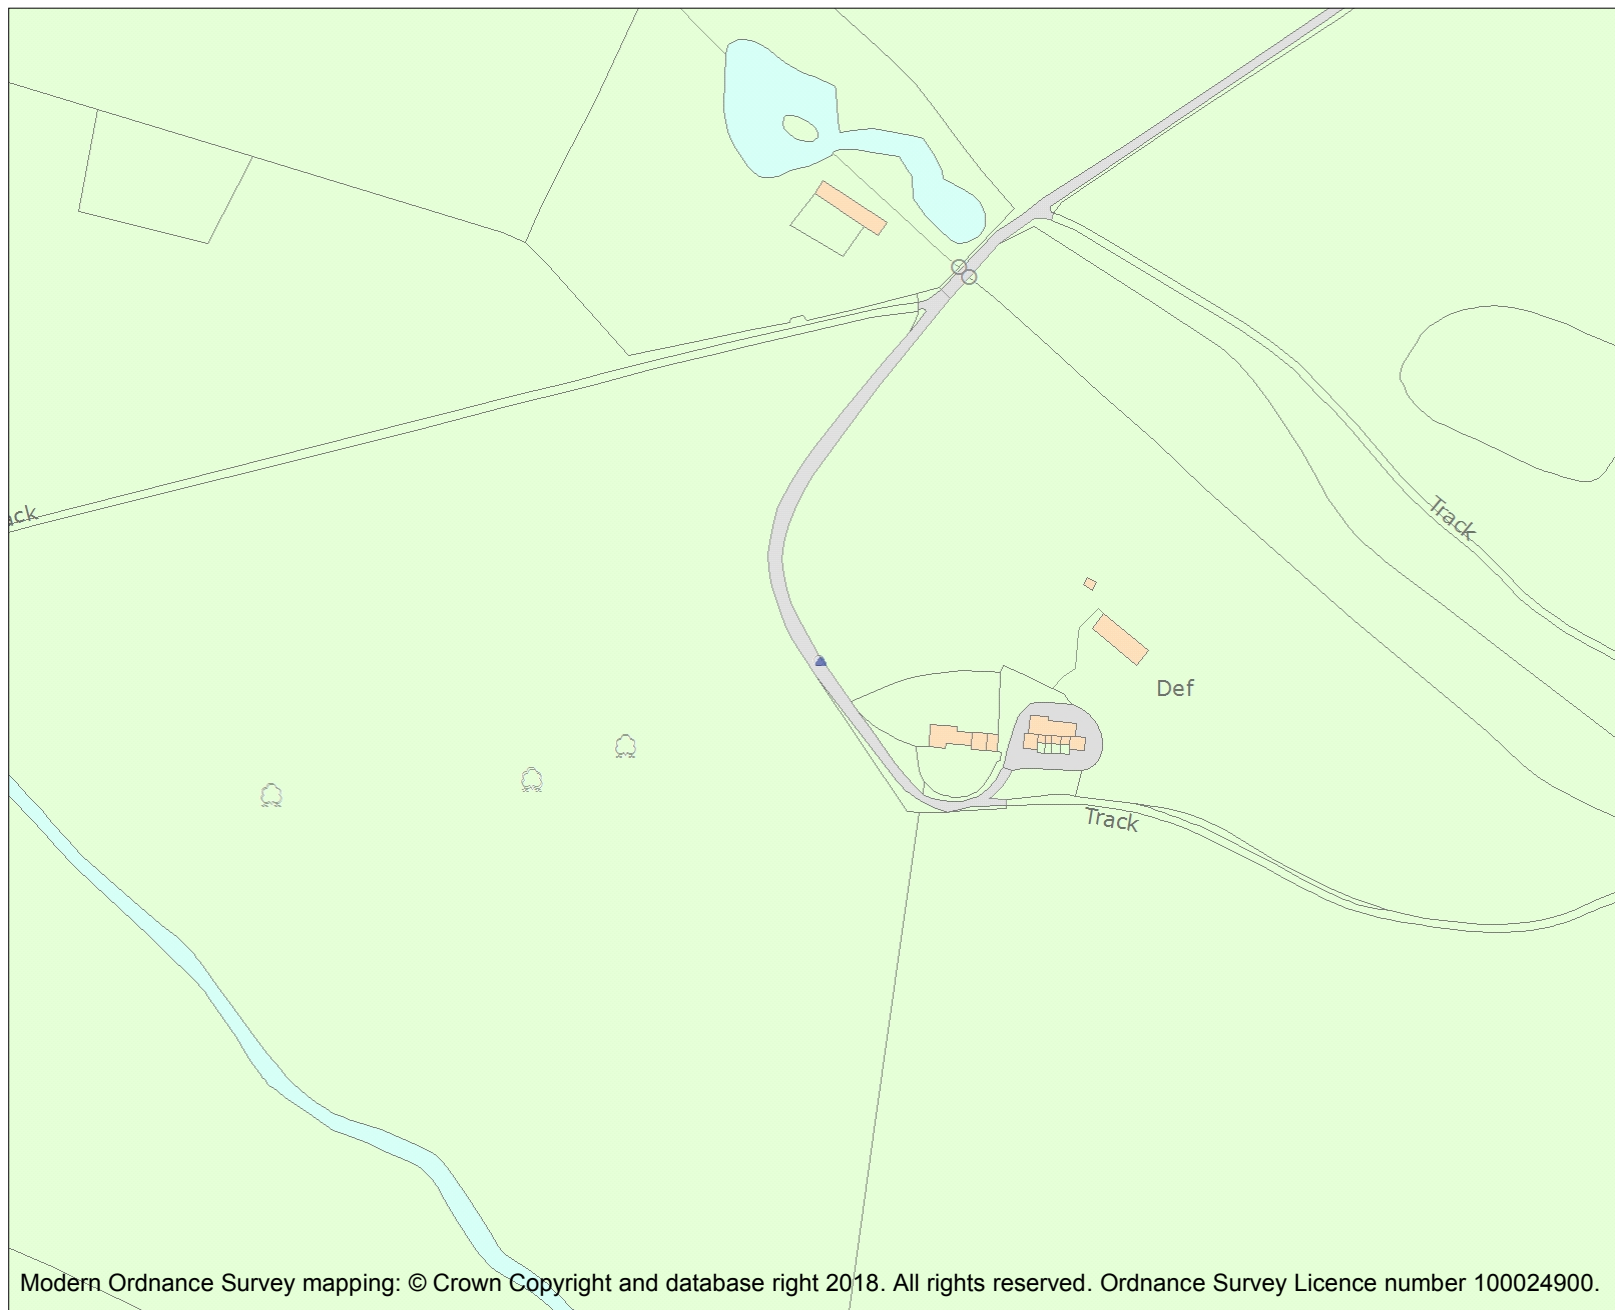 ack
Track
Def
Track
Modern Ordnance Survey mapping: © Crown Copyright and database right 2018. All rights reserved. Ordnance Survey Licence number 100024900.